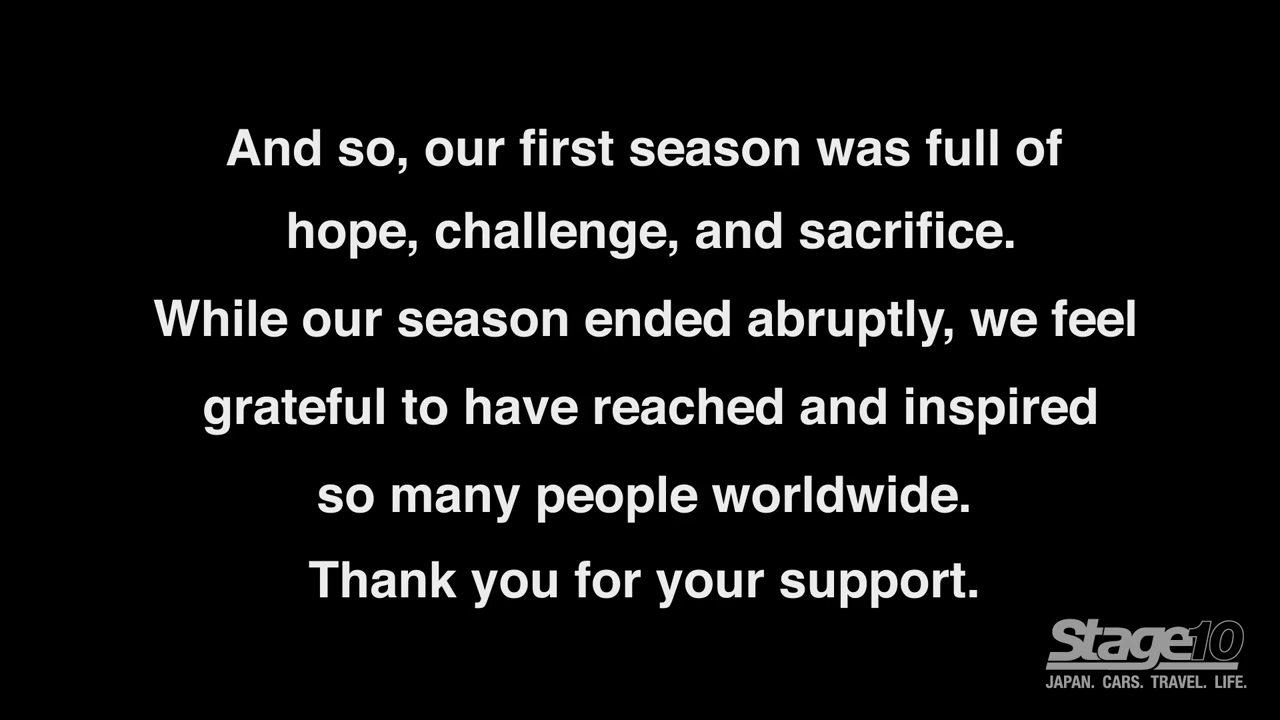 And so, our first season was full of
hope, challenge, and sacrifice.
While our season ended abruptly, we feel
grateful to have reached and inspired
so many people worldwide.
Thank you for your support.
Stage10
JAPAN. CARS. TRAVEL. LIFE.